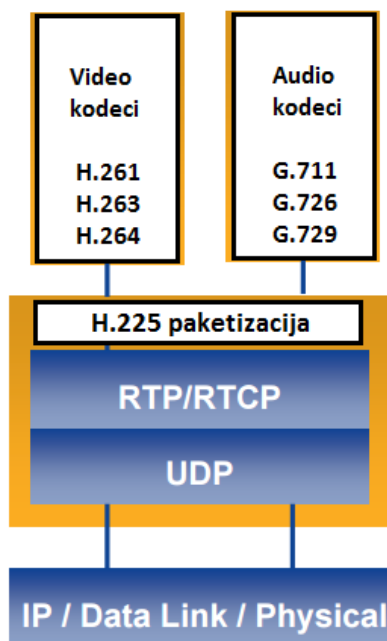 Video
kodeci
H.261
H.263
H.264
Audio
kodeci
G.711
G.726
G.729
H.225 paketizacija
RTP/RTCP
UDP
IP / Data Link / Physical